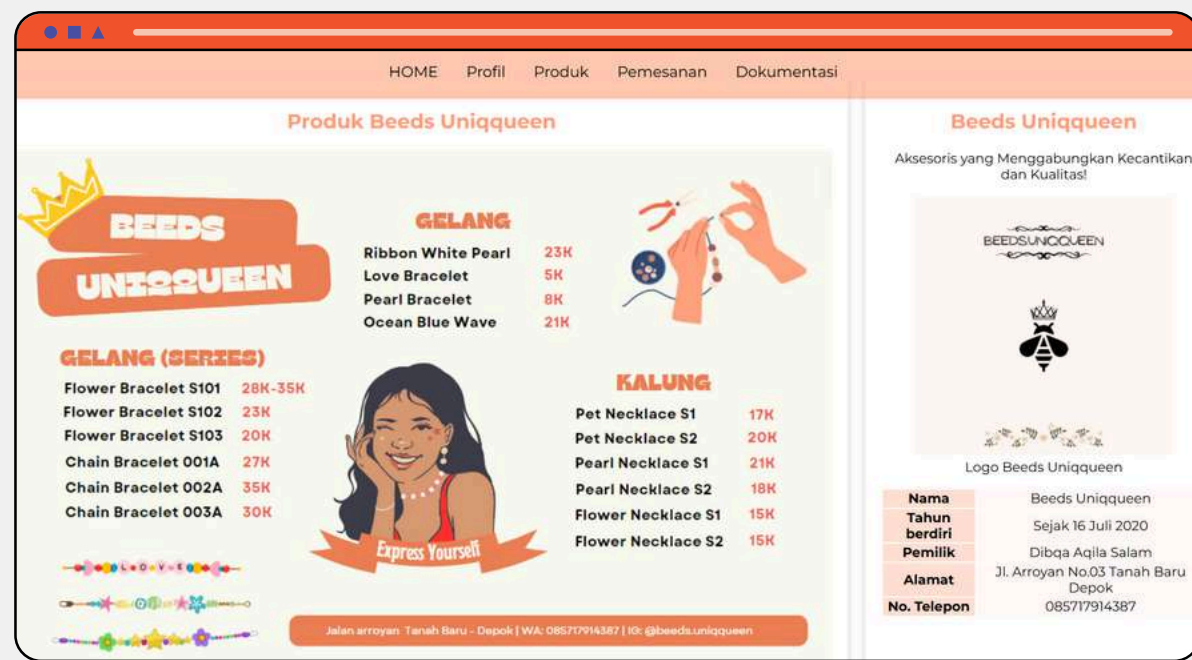 HOME Profil Produk Pemesanan Dokumentasi
Produk Beeds Uniqqueen
BEEDS
UNIQQUEEN
GELANG
Ribbon White Pearl 23K
Love Bracelet 5K
Pearl Bracelet 8K
Ocean Blue Wave 21K
GELANG (SERIES)
Flower Bracelet S101 28K-35K
Flower Bracelet S102 23K
Flower Bracelet S103 20K
Chain Bracelet 001A 27K
Chain Bracelet 002A 35K
Chain Bracelet 003A 30K
KALUNG
Pet Necklace S1 17K
Pet Necklace S2 20K
Pearl Necklace S1 21K
Pearl Necklace S2 18K
Flower Necklace S1 15K
Flower Necklace S2 15K
Express Yourself
LOVE
Jalan arroyan Tanah Baru - Depok | WA: 085717914387 | IG: @beeds.uniqqueen
Beeds Uniqqueen
Aksesoris yang Menggabungkan Kecantikan
dan Kualitas!
BEEDSUNIQQUEEN
Logo Beeds Uniqqueen
Nama Beeds Uniqqueen
Tahun
berdiri Sejak 16 Juli 2020
Pemilik Dibqa Aqila Salam
Alamat Jl. Arroyan No.03 Tanah Baru
Depok
No. Telepon 085717914387